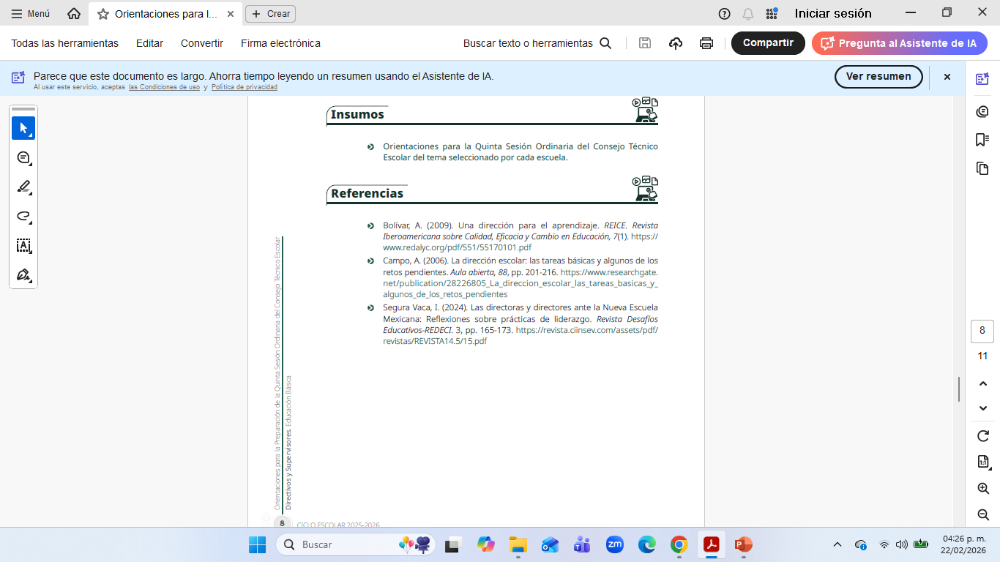 Menú
Orientaciones para l...
Crear
Iniciar sesión
Todas las herramientas
Editar
Convertir
Firma electrónica
Buscar texto o herramientas
Compartir
Pregunta al Asistente de IA
Parece que este documento es largo. Ahorra tiempo leyendo un resumen usando el Asistente de IA.
Al usar este servicio, aceptas las Condiciones de uso y Política de privacidad
Ver resumen
Insumos
Orientaciones para la Quinta Sesión Ordinaria del Consejo Técnico
Escolar del tema seleccionado por cada escuela.
Referencias
Bolívar, A. (2009). Una dirección para el aprendizaje. REICE. Revista
Iberoamericana sobre Calidad, Eficacia y Cambio en Educación, 7(1). https://
www.redalyc.org/pdf/551/55170101.pdf
Campo, A. (2006). La dirección escolar: las tareas básicas y algunos de los
retos pendientes. Aula abierta, 88, pp. 201-216. https://www.researchgate.
net/publication/28226805_La_direccion_escolar_las_tareas_basicas_y_
algunos_de_los_retos_pendientes
Segura Vaca, I. (2024). Las directoras y directores ante la Nueva Escuela
Mexicana: Reflexiones sobre prácticas de liderazgo. Revista Desafíos
Educativos-REDECI. 3, pp. 165-173. https://revista.ciinsev.com/assets/pdf/
revistas/REVISTA14.5/15.pdf
Orientaciones para la Preparación de la Quinta Sesión Ordinaria del Consejo Técnico Escolar
Directivos y Supervisores. Educación Básica
8
CICLO ESCOLAR 2025-2026
8
11
1:1
Buscar
zm
04:26 p. m.
22/02/2026